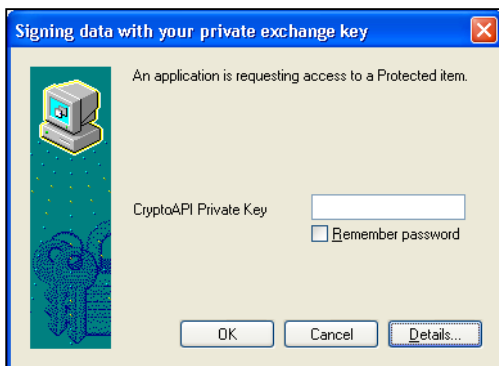 Signing data with your private exchange key
An application is requesting access to a Protected item.
CryptoAPI Private Key
Remember password
OK Cancel Details...